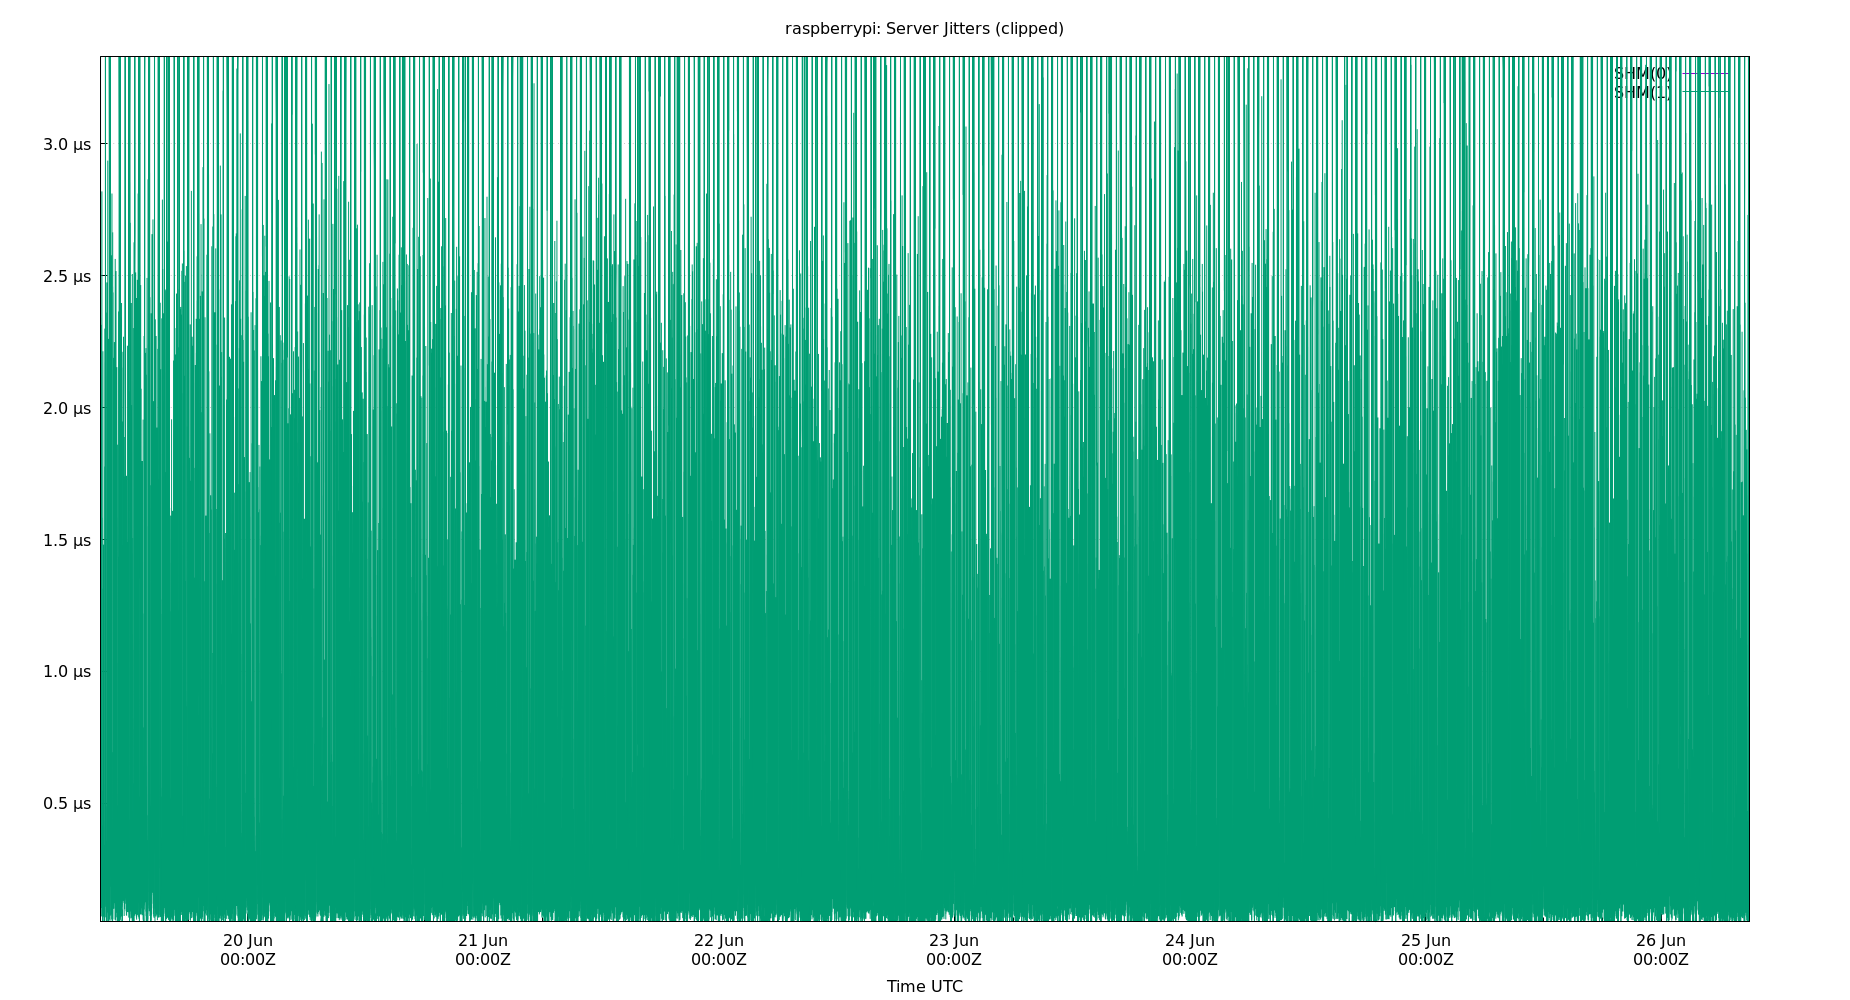 raspberrypi: Server Jitters (clipped)
SHM(0)
SHM(1)
3.0 µs
2.5 µs
2.0 µs
1.5 µs
1.0 µs
0.5 µs
20 Jun 21 Jun 22 Jun 23 Jun 24 Jun 25 Jun 26 Jun
00:00Z 00:00Z 00:00Z 00:00Z 00:00Z 00:00Z 00:00Z
Time UTC